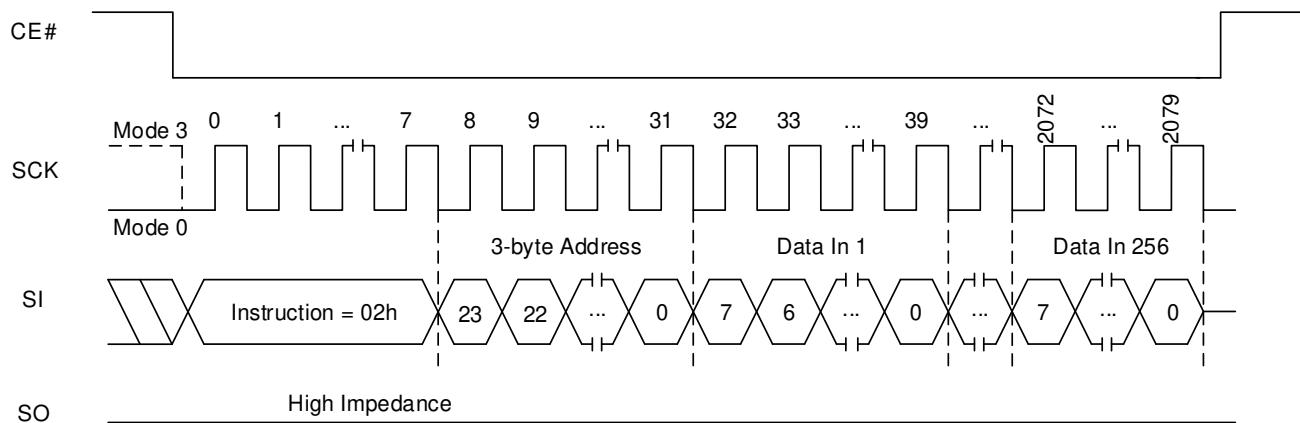 CE#
0 1 ... 7 8 9 ... 31 32 33 ... 39 ... 2072 ... 2079
Mode 3
SCK
Mode 0
3-byte Address Data In 1 Data In 256
SI Instruction = 02h 23 22 ... 0 7 6 ... 0 ... 7 ... 0
High Impedance
SO